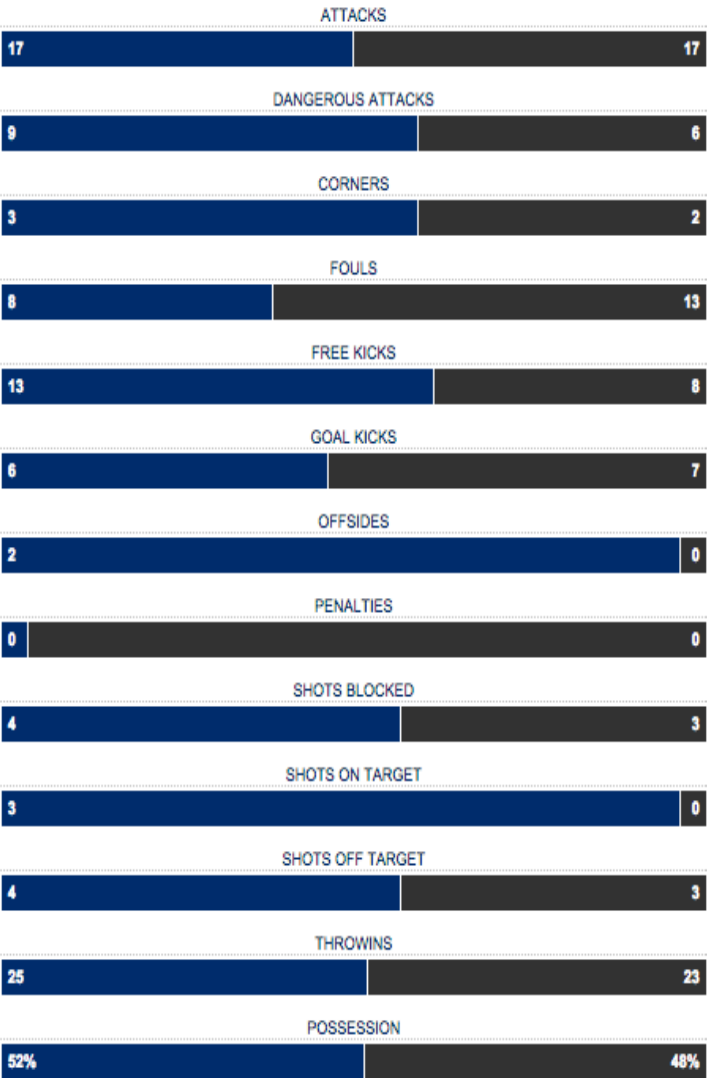 ATTACKS
17 17
DANGEROUS ATTACKS
9 6
CORNERS
3 2
FOULS
8 13
FREE KICKS
13 8
GOAL KICKS
6 7
OFFSIDES
2 0
PENALTIES
0 0
SHOTS BLOCKED
4 3
SHOTS ON TARGET
3 0
SHOTS OFF TARGET
4 3
THROWINS
25 23
POSSESSION
52% 48%